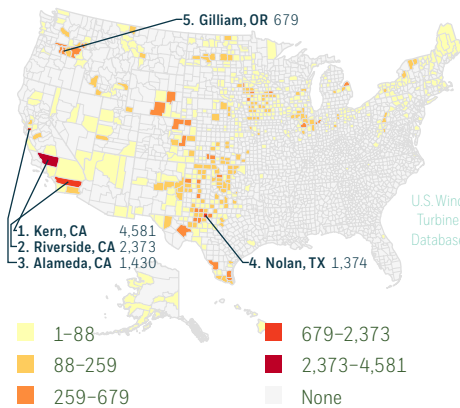 5. Gilliam, OR 679
U.S. Wind
Turbine
Database
1. Kern, CA 4,581
2. Riverside, CA 2,373
3. Alameda, CA 1,430
4. Nolan, TX 1,374
1–88
88–259
259–679
679–2,373
2,373–4,581
None